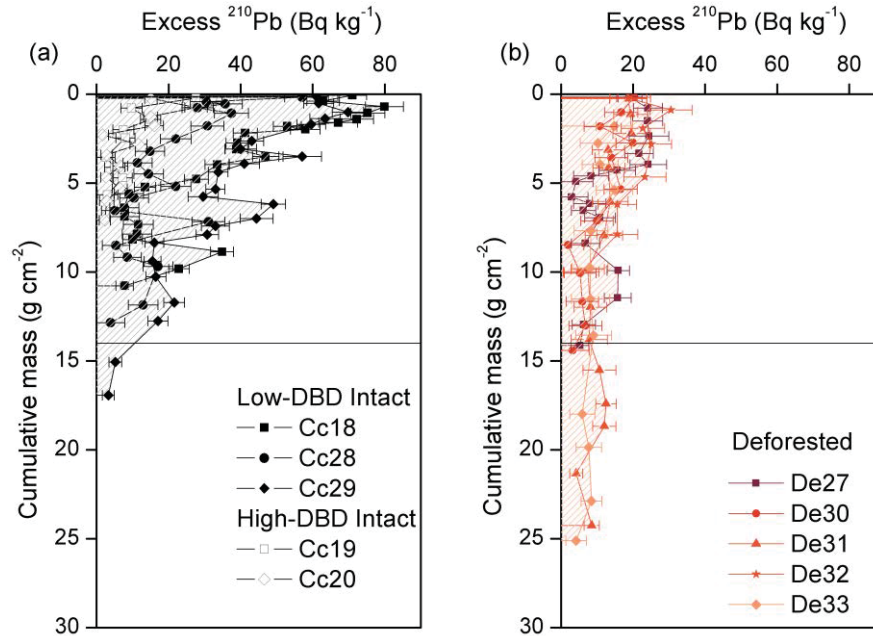 Excess ²¹⁰Pb (Bq kg⁻¹)
(a)
0 20 40 60 80
Cumulative mass (g cm⁻²)
0
5
10
15
20
25
30
Low-DBD Intact
Cc18
Cc28
Cc29
High-DBD Intact
Cc19
Cc20
Excess ²¹⁰Pb (Bq kg⁻¹)
(b)
0 20 40 60 80
Cumulative mass (g cm⁻²)
0
5
10
15
20
25
30
Deforested
De27
De30
De31
De32
De33